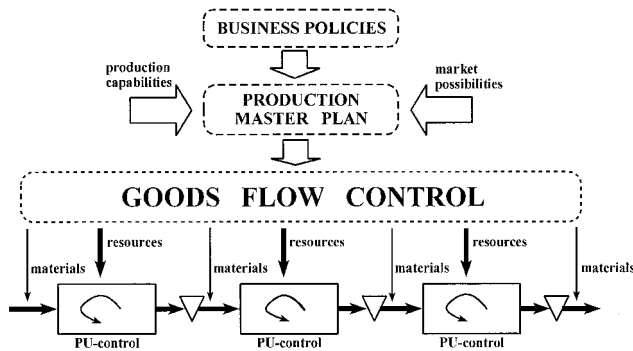 BUSINESS POLICIES
production
capabilities
market
possibilities
PRODUCTION
MASTER PLAN
GOODS FLOW CONTROL
resources
resources
resources
materials
materials
materials
materials
PU-control
PU-control
PU-control